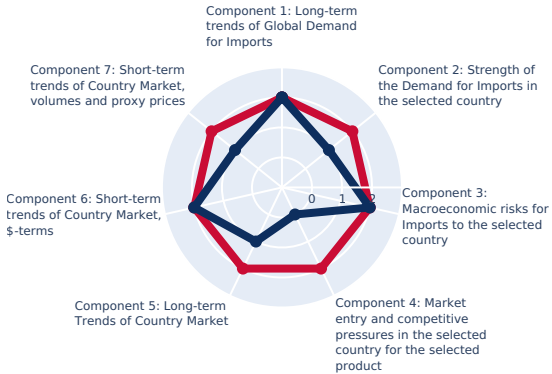 Component 1: Long-term
trends of Global Demand
for Imports
Component 2: Strength of
the Demand for Imports in
the selected country
Component 3:
Macroeconomic risks for
Imports to the selected
country
Component 4: Market
entry and competitive
pressures in the selected
country for the selected
product
Component 5: Long-term
Trends of Country Market
Component 6: Short-term
trends of Country Market,
$-terms
Component 7: Short-term
trends of Country Market,
volumes and proxy prices
0 1 2